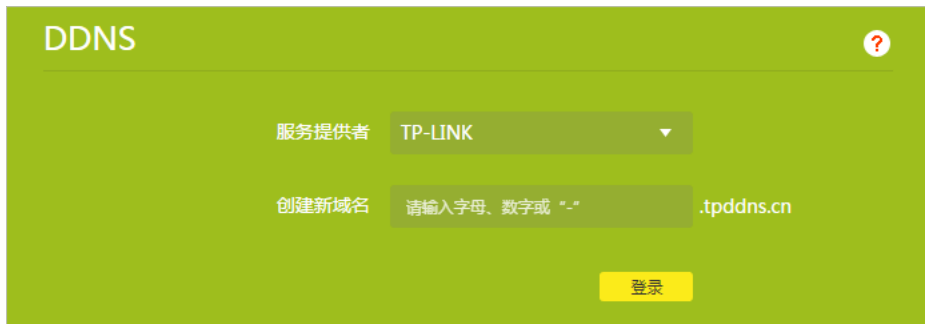 DDNS
?
服务提供者 TP-LINK
创建新域名 请输入字母、数字或 “-” .tpddns.cn
登录